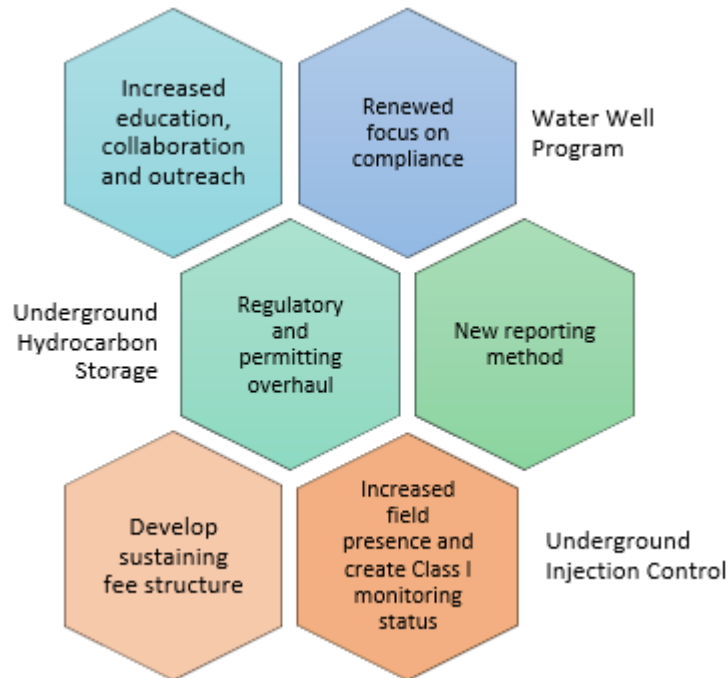 Increased
education,
collaboration
and outreach
Renewed
focus on
compliance
Water Well
Program
Underground
Hydrocarbon
Storage
Regulatory
and
permitting
overhaul
New reporting
method
Develop
sustaining
fee structure
Increased
field
presence and
create Class I
monitoring
status
Underground
Injection Control